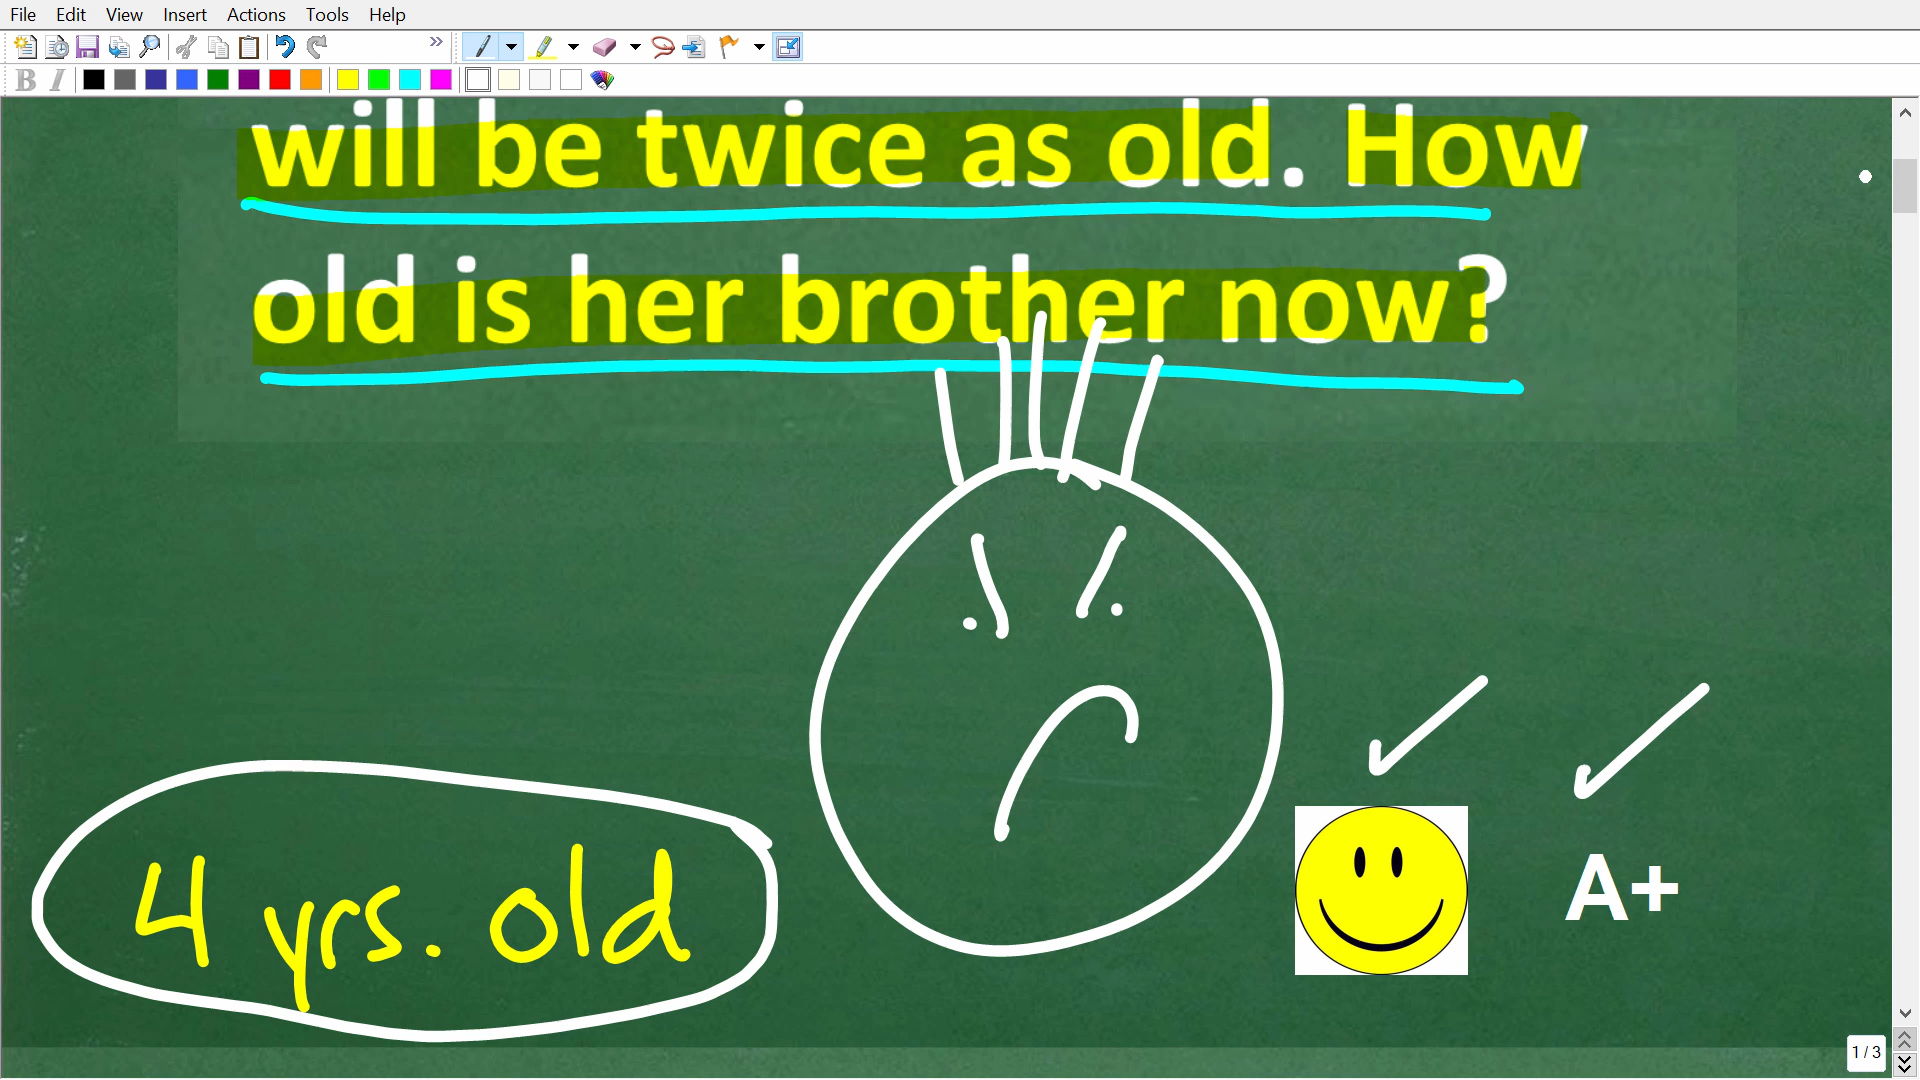 File Edit View Insert Actions Tools Help
B I
will be twice as old. How
old is her brother now?
4 yrs. old
A+
1 / 3